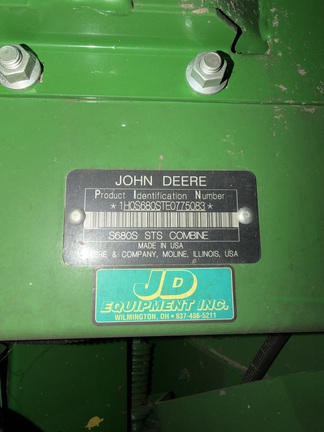 JOHN DEERE
Product Identification Number
*1H0S680STE0775083*
S680S STS COMBINE
MADE IN USA
& COMPANY, MOLINE, ILLINOIS, USA
JD
EQUIPMENT INC.
WILMINGTON, OH • 937-486-5211